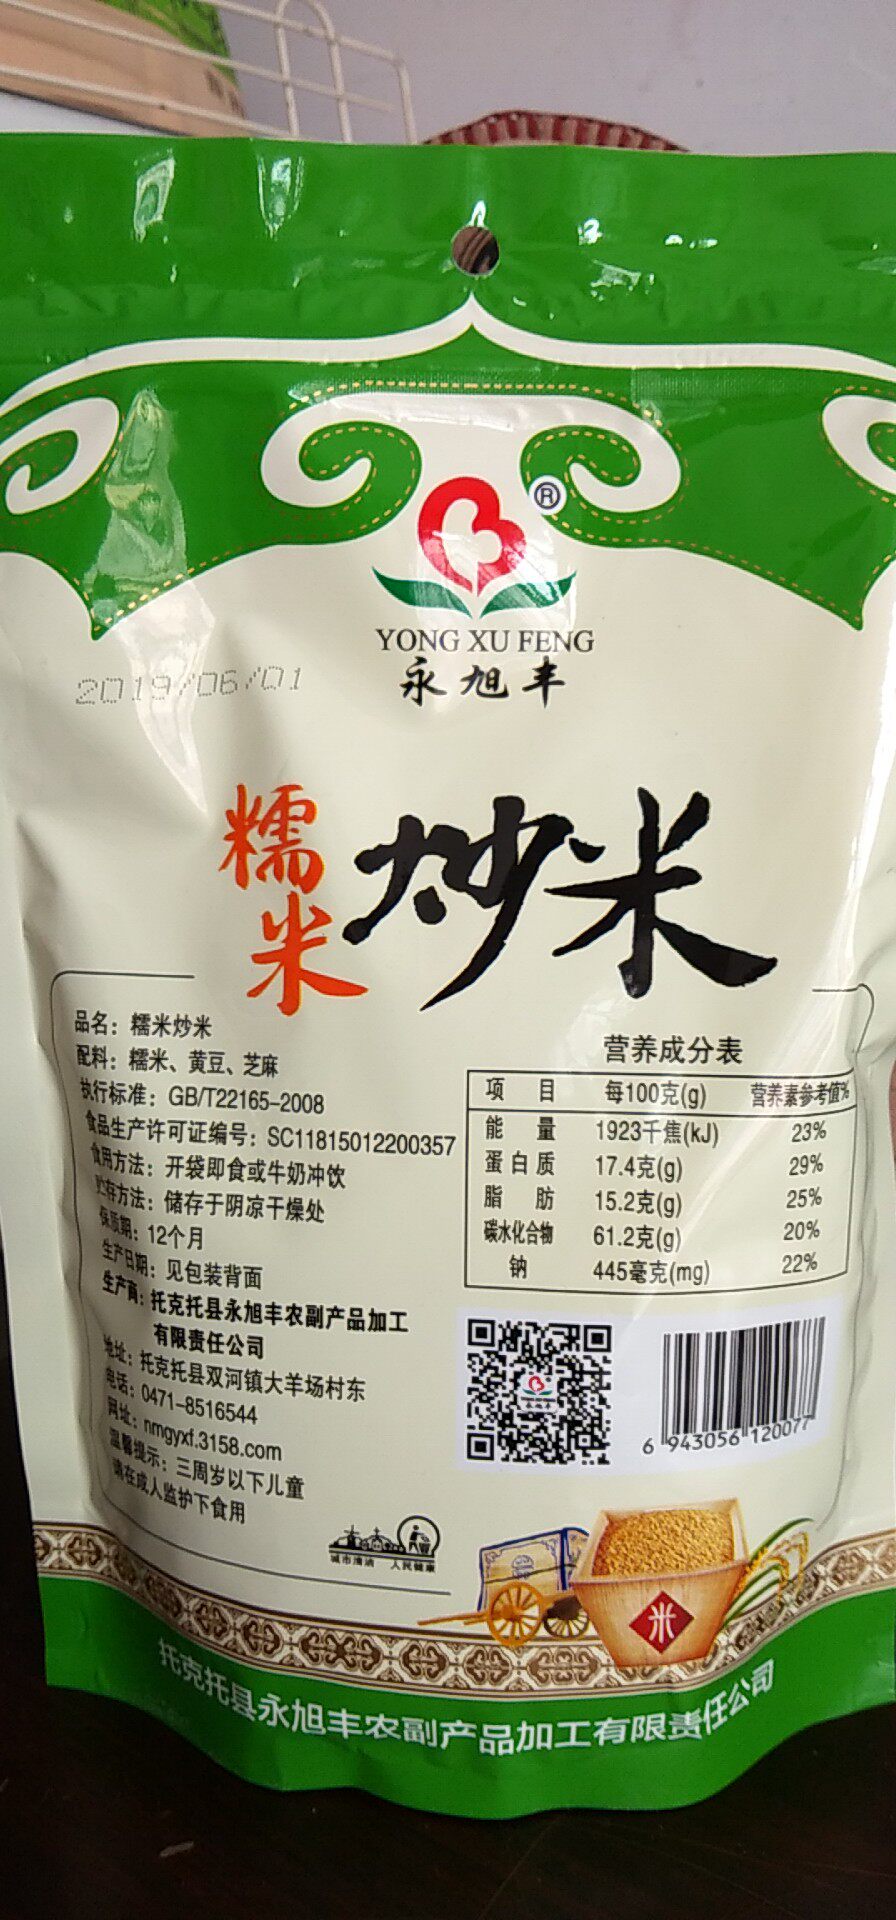 ®
YONG XU FENG
永旭丰
2019/06/01
糯米
炒米
品名：糯米炒米
配料：糯米、黄豆、芝麻
执行标准：GB/T22165-2008
食品生产许可证编号：SC11815012200357
食用方法：开袋即食或牛奶冲饮
贮存方法：储存于阴凉干燥处
保质期：12个月
生产日期：见包装背面
生产商：托克托县永旭丰农副产品加工
有限责任公司
地址：托克托县双河镇大羊场村东
电话：0471-8516544
网址：nmgyxf.3158.com
温馨提示：三周岁以下儿童
请在成人监护下食用
营养成分表
项 目 每100克(g) 营养素参考值%
能 量 1923千焦(kJ) 23%
蛋白质 17.4克(g) 29%
脂 肪 15.2克(g) 25%
碳水化合物 61.2克(g) 20%
钠 445毫克(mg) 22%
永旭丰
6 943056 120077
城市清洁 人民健康
米
托克托县永旭丰农副产品加工有限责任公司